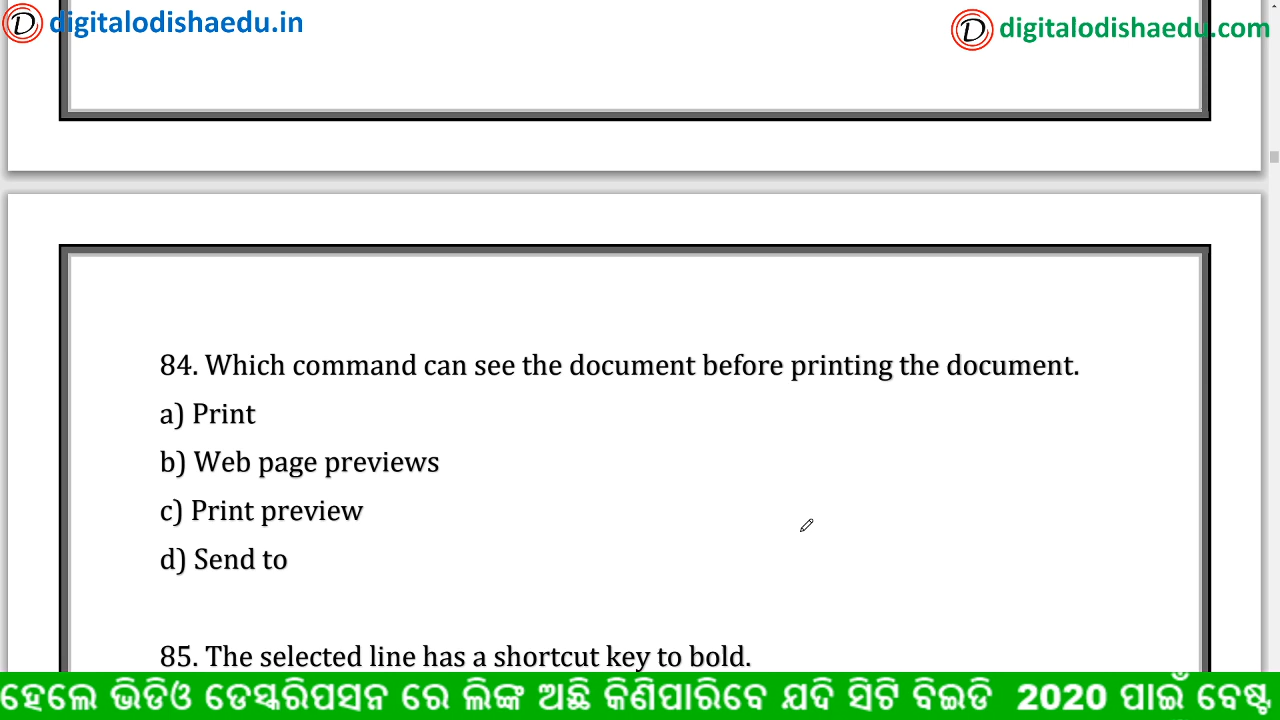 digitalodishaedu.in
digitalodishaedu.com
84. Which command can see the document before printing the document.
a) Print
b) Web page previews
c) Print preview
d) Send to
85. The selected line has a shortcut key to bold.
ହେଲେ ଭିଡିଓ ଡେସ୍କରିପସନ ରେ ଲିଙ୍କ ଅଛି କିଣିପାରିବେ ଯଦି ସିଟି ବିଇଡି 2020 ପାଇଁ ବେଷ୍ଟ